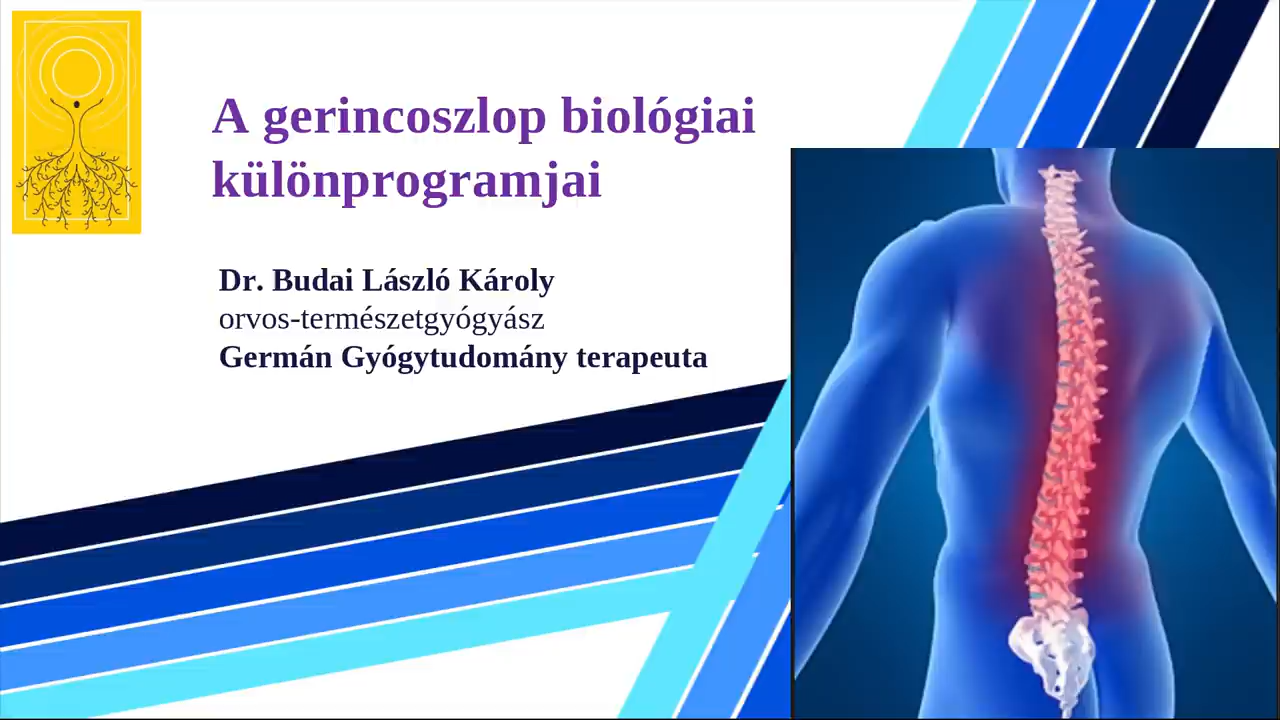 A gerincoszlop biológiai
különprogramjai
Dr. Budai László Károly
orvos-természetgyógyász
Germán Gyógytudomány terapeuta